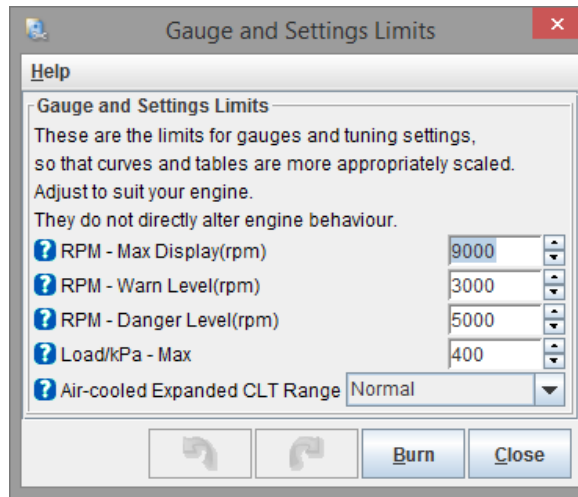 Gauge and Settings Limits
Help
Gauge and Settings Limits
These are the limits for gauges and tuning settings,
so that curves and tables are more appropriately scaled.
Adjust to suit your engine.
They do not directly alter engine behaviour.
? RPM - Max Display(rpm) 9000
? RPM - Warn Level(rpm) 3000
? RPM - Danger Level(rpm) 5000
? Load/kPa - Max 400
? Air-cooled Expanded CLT Range Normal
Burn Close